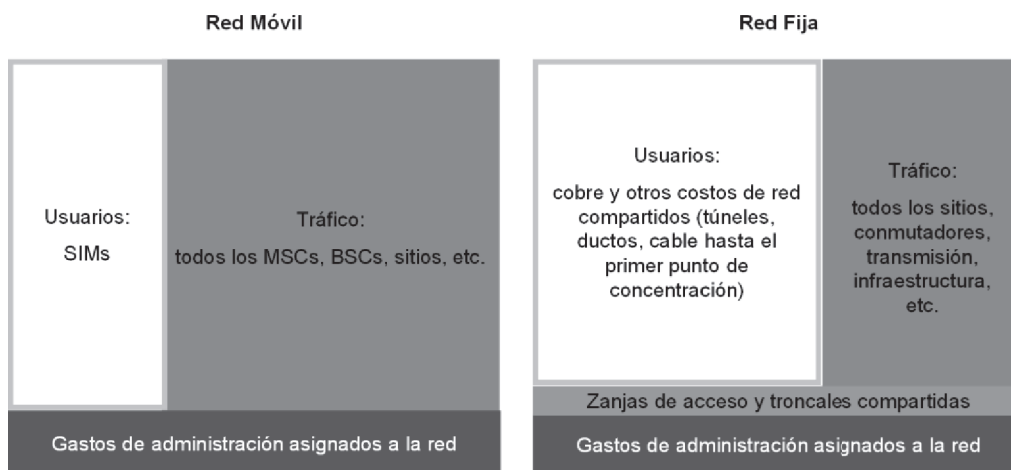 Red Móvil
Usuarios:
SIMs
Tráfico:
todos los MSCs, BSCs, sitios, etc.
Gastos de administración asignados a la red
Red Fija
Usuarios:
cobre y otros costos de red
compartidos (túneles,
ductos, cable hasta el
primer punto de
concentración)
Tráfico:
todos los sitios,
conmutadores,
transmisión,
infraestructura,
etc.
Zanjas de acceso y troncales compartidas
Gastos de administración asignados a la red